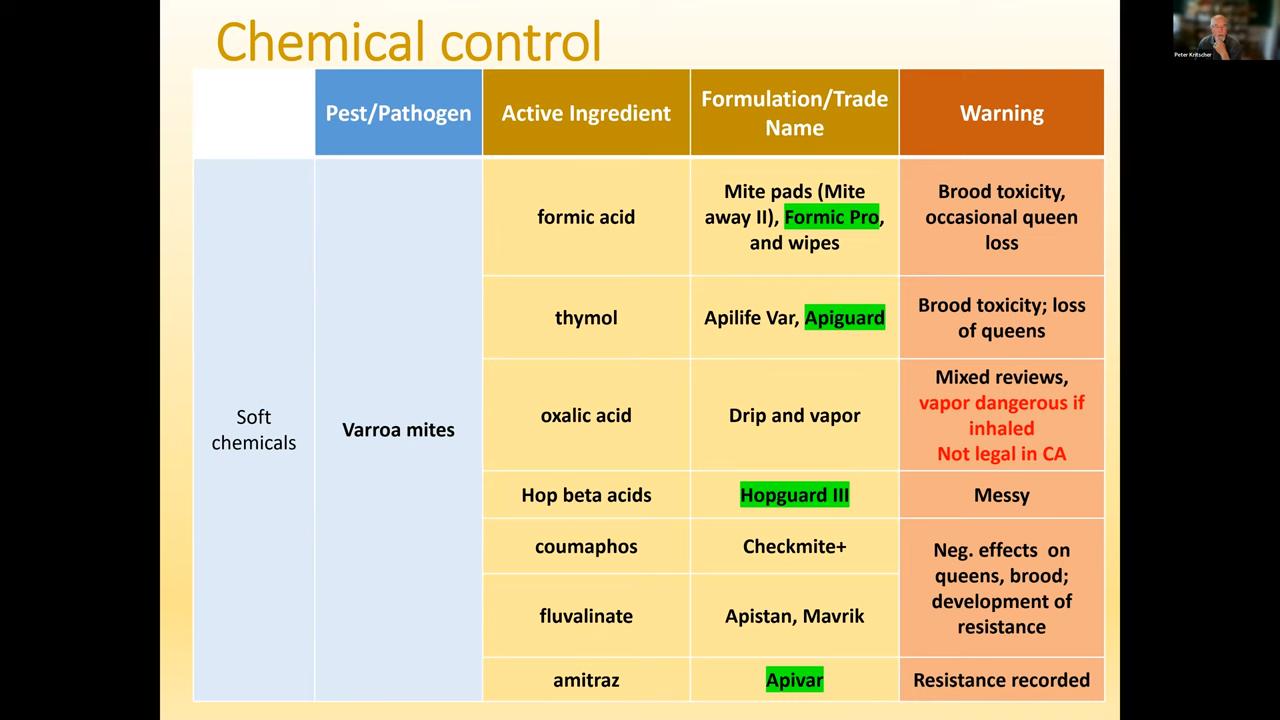 Chemical control
Pest/Pathogen
Active Ingredient
Formulation/Trade
Name
Warning
Soft
chemicals
Varroa mites
formic acid
Mite pads (Mite
away II), Formic Pro,
and wipes
Brood toxicity,
occasional queen
loss
thymol
Apilife Var, Apiguard
Brood toxicity; loss
of queens
oxalic acid
Drip and vapor
Mixed reviews,
vapor dangerous if
inhaled
Not legal in CA
Hop beta acids
Hopguard III
Messy
coumaphos
Checkmite+
Neg. effects on
queens, brood;
development of
resistance
fluvalinate
Apistan, Mavrik
amitraz
Apivar
Resistance recorded
Peter Kritscher